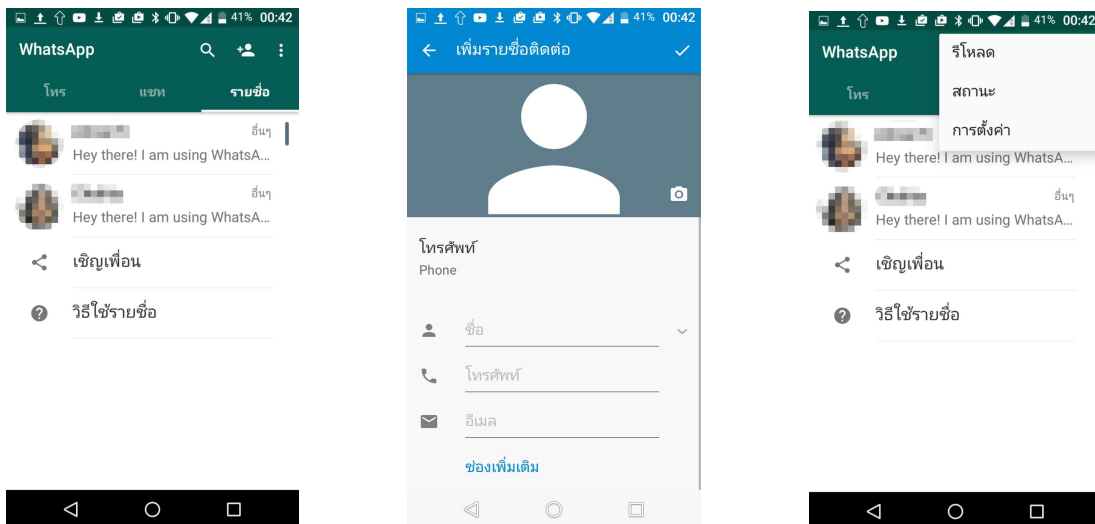 41% 00:42
WhatsApp
โทร แชท รายชื่อ
อื่นๆ
Hey there! I am using WhatsA...
อื่นๆ
Hey there! I am using WhatsA...
เชิญเพื่อน
วิธีใช้รายชื่อ
41% 00:42
เพิ่มรายชื่อติดต่อ
โทรศัพท์
Phone
ชื่อ
โทรศัพท์
อีเมล
ช่องเพิ่มเติม
41% 00:42
WhatsApp
รีโหลด
โทร
สถานะ
การตั้งค่า
Hey there! I am using WhatsA...
อื่นๆ
Hey there! I am using WhatsA...
เชิญเพื่อน
วิธีใช้รายชื่อ